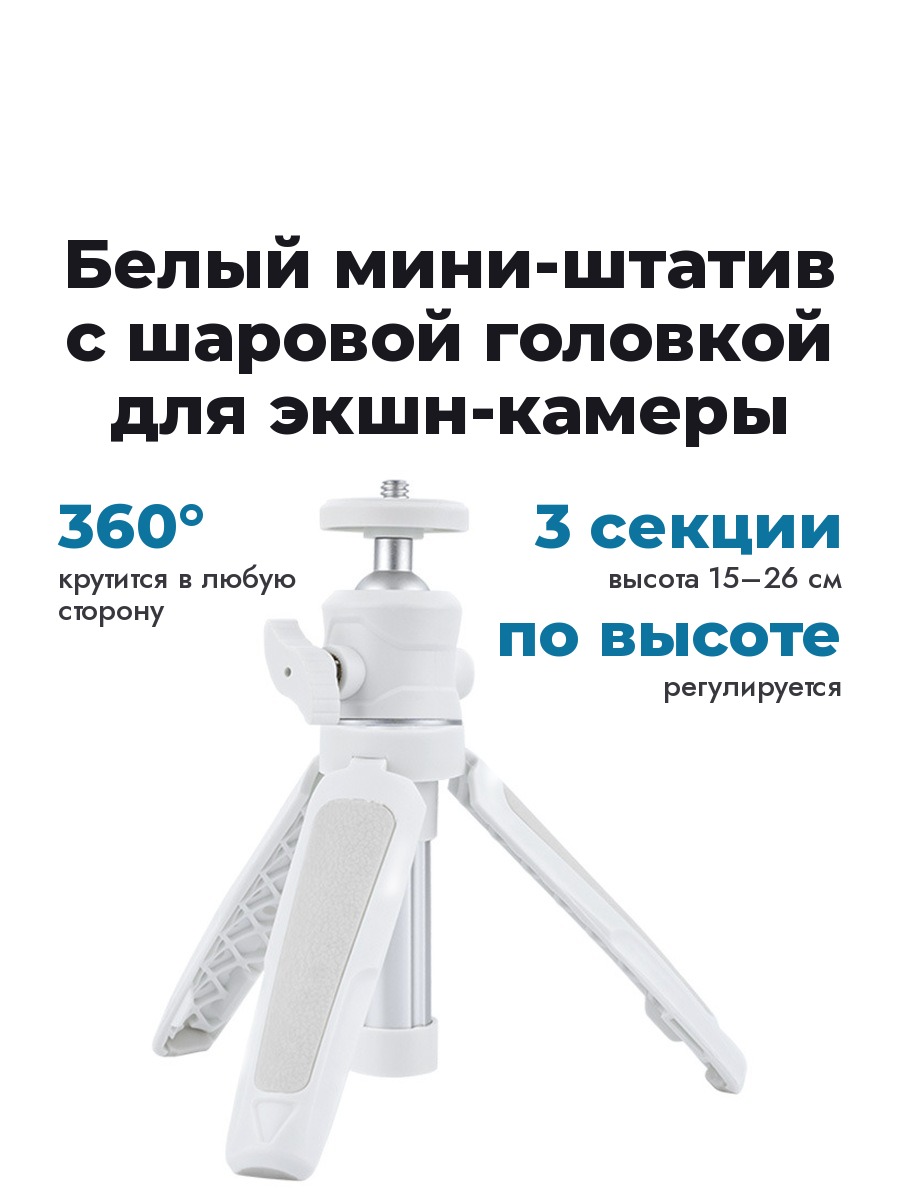 Белый мини-штатив
с шаровой головкой
для экшн-камеры
360°
крутится в любую
сторону
3 секции
высота 15–26 см
по высоте
регулируется